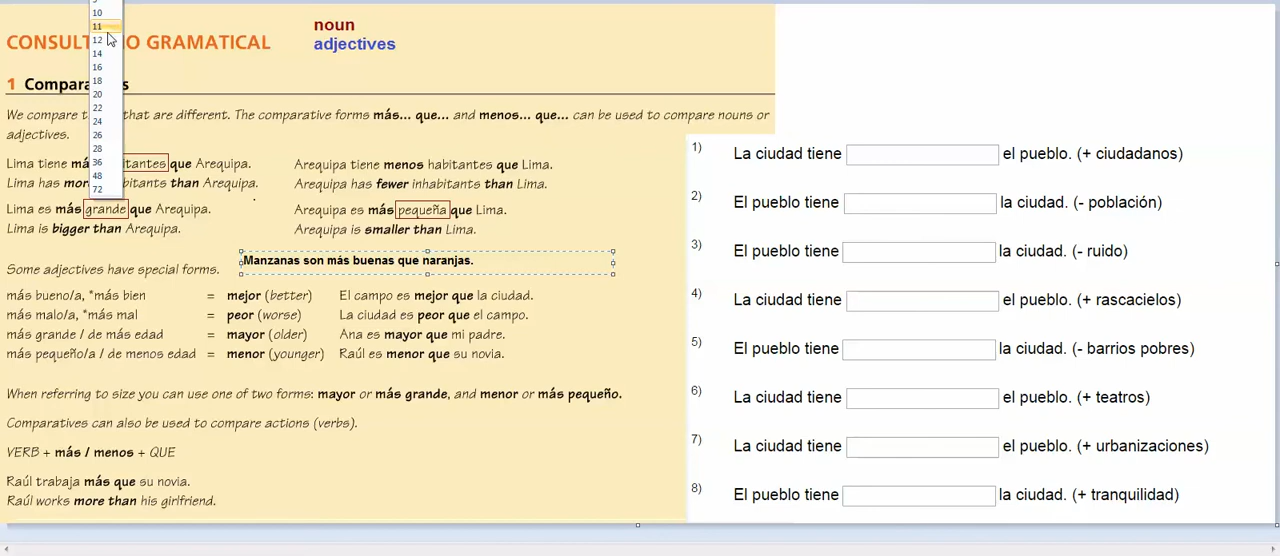 10
11
12
14
16
18
20
22
24
26
28
36
48
72
noun
adjectives
O GRAMATICAL
1 Compara s
We compare t that are different. The comparative forms más... que... and menos... que... can be used to compare nouns or
adjectives.
Lima tiene má itantes que Arequipa.
Lima has mor bitants than Arequipa.
Lima es más grande que Arequipa.
Lima is bigger than Arequipa.
Arequipa tiene menos habitantes que Lima.
Arequipa has fewer inhabitants than Lima.
Arequipa es más pequeña que Lima.
Arequipa is smaller than Lima.
Manzanas son más buenas que naranjas.
Some adjectives have special forms.
más bueno/a, *más bien = mejor (better) El campo es mejor que la ciudad.
más malo/a, *más mal = peor (worse) La ciudad es peor que el campo.
más grande / de más edad = mayor (older) Ana es mayor que mi padre.
más pequeño/a / de menos edad = menor (younger) Raúl es menor que su novia.
When referring to size you can use one of two forms: mayor or más grande, and menor or más pequeño.
Comparatives can also be used to compare actions (verbs).
VERB + más / menos + QUE
Raúl trabaja más que su novia.
Raúl works more than his girlfriend.
1) La ciudad tiene el pueblo. (+ ciudadanos)
2) El pueblo tiene la ciudad. (- población)
3) El pueblo tiene la ciudad. (- ruido)
4) La ciudad tiene el pueblo. (+ rascacielos)
5) El pueblo tiene la ciudad. (- barrios pobres)
6) La ciudad tiene el pueblo. (+ teatros)
7) La ciudad tiene el pueblo. (+ urbanizaciones)
8) El pueblo tiene la ciudad. (+ tranquilidad)